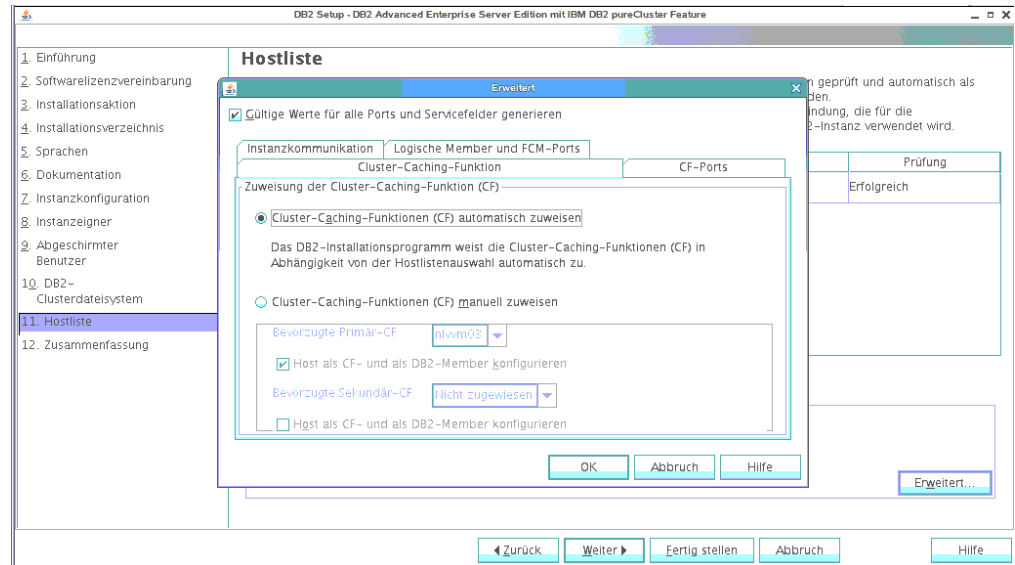 DB2 Setup - DB2 Advanced Enterprise Server Edition mit IBM DB2 pureCluster Feature
1. Einführung
2. Softwarelizenzvereinbarung
3. Installationsaktion
4. Installationsverzeichnis
5. Sprachen
6. Dokumentation
7. Instanzkonfiguration
8. Instanzeigner
9. Abgeschirmter
Benutzer
10. DB2-
Clusterdateisystem
11. Hostliste
12. Zusammenfassung
Hostliste
geprüft und automatisch als
den.
indung, die für die
2-Instanz verwendet wird.
Prüfung
Erfolgreich
Erweitert
Gültige Werte für alle Ports und Servicefelder generieren
Instanzkommunikation Logische Member und FCM-Ports
Cluster-Caching-Funktion CF-Ports
Zuweisung der Cluster-Caching-Funktion (CF)
Cluster-Caching-Funktionen (CF) automatisch zuweisen
Das DB2-Installationsprogramm weist die Cluster-Caching-Funktionen (CF) in
Abhängigkeit von der Hostlistenauswahl automatisch zu.
Cluster-Caching-Funktionen (CF) manuell zuweisen
Bevorzugte Primär-CF nlvvm03
Host als CF- und als DB2-Member konfigurieren
Bevorzugte Sekundär-CF Nicht zugewiesen
Host als CF- und als DB2-Member konfigurieren
OK Abbruch Hilfe
Erweitert...
Zurück Weiter Fertig stellen Abbruch Hilfe